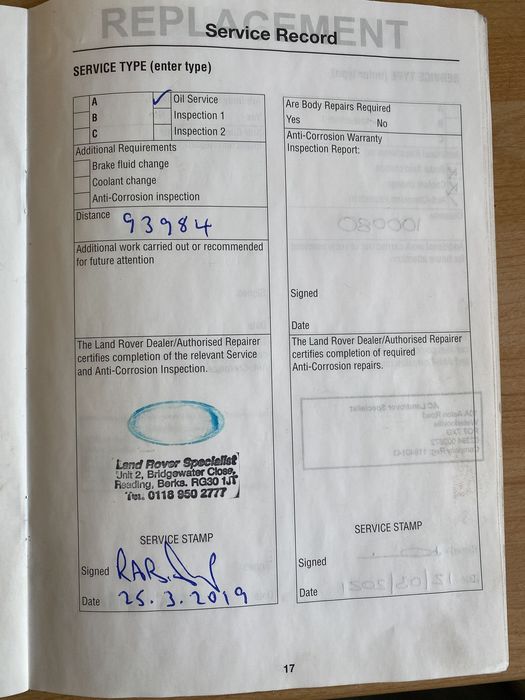 REPLACEMENT
Service Record
SERVICE TYPE (enter type)
A
✓ Oil Service
B
Inspection 1
C
Inspection 2
Additional Requirements
Brake fluid change
Coolant change
Anti-Corrosion inspection
Distance
93984
Additional work carried out or recommended
for future attention
The Land Rover Dealer/Authorised Repairer
certifies completion of the relevant Service
and Anti-Corrosion Inspection.
Land Rover Specialist
Unit 2, Bridgewater Close,
Reading, Berks. RG30 1JT
Tel. 0118 950 2777
SERVICE STAMP
Signed
Date 25.3.2019
Are Body Repairs Required
Yes No
Anti-Corrosion Warranty
Inspection Report:
Signed
Date
The Land Rover Dealer/Authorised Repairer
certifies completion of required
Anti-Corrosion repairs.
SERVICE STAMP
Signed
Date
17